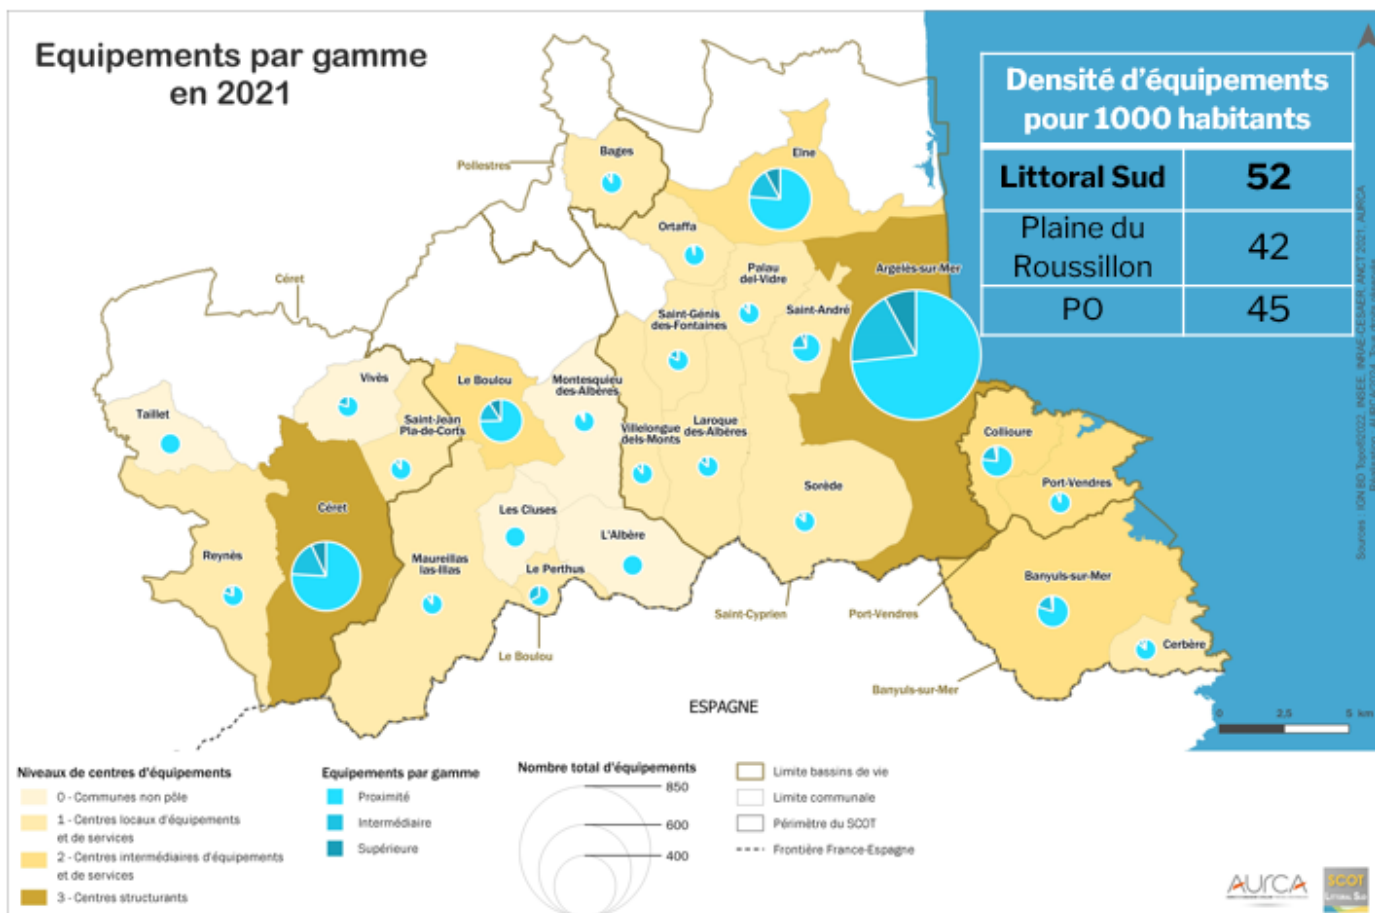 Equipements par gamme
en 2021
Densité d'équipements
pour 1000 habitants
Littoral Sud
52
Plaine du
Roussillon
42
PO
45
Pollestres
Bages
Elne
Ortaffa
Palau
del-Vidre
Argelès-sur-Mer
Céret
Saint-Génis
des-Fontaines
Saint-André
Vivès
Le Boulou
Montesquieu
des-Albères
Taillet
Saint-Jean
Pla-de-Corts
Villelongue
dels-Monts
Laroque
des-Albères
Collioure
Port-Vendres
Sorède
Céret
Les Cluses
L'Albère
Reynès
Maureillas
las-Illas
Le Perthus
Banyuls-sur-Mer
Saint-Cyprien
Port-Vendres
Cerbère
Le Boulou
Banyuls-sur-Mer
ESPAGNE
0 2,5 5 km
Niveaux de centres d'équipements
0 - Communes non pôle
1 - Centres locaux d'équipements
et de services
2 - Centres intermédiaires d'équipements
et de services
3 - Centres structurants
Equipements par gamme
Proximité
Intermédiaire
Supérieure
Nombre total d'équipements
850
600
400
Limite bassins de vie
Limite communale
Périmètre du SCOT
Frontière France-Espagne
AURCA
SCOT
LITTORAL SUD